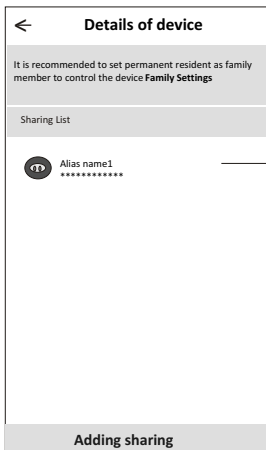 ← Details of device
It is recommended to set permanent resident as family
member to control the device Family Settings
Sharing List
Alias name1
************
Adding sharing